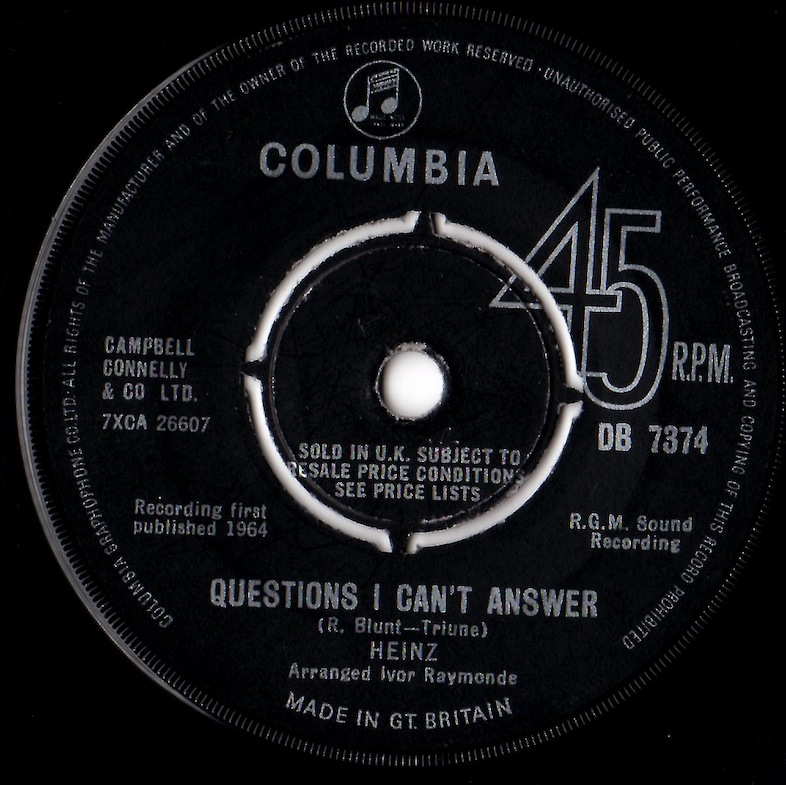 COLUMBIA GRAPHOPHONE CO. LTD. ALL RIGHTS OF THE MANUFACTURER AND OF THE OWNER OF THE RECORDED WORK RESERVED · UNAUTHORISED PUBLIC PERFORMANCE BROADCASTING AND COPYING OF THIS RECORD PROHIBITED
COLUMBIA
45
R.P.M.
CAMPBELL
CONNELLY
& CO LTD.
7XCA 26607
DB 7374
SOLD IN U.K. SUBJECT TO
RESALE PRICE CONDITIONS
SEE PRICE LISTS
Recording first
published 1964
R.G.M. Sound
Recording
QUESTIONS I CAN'T ANSWER
(R. Blunt—Triune)
HEINZ
Arranged Ivor Raymonde
MADE IN GT. BRITAIN